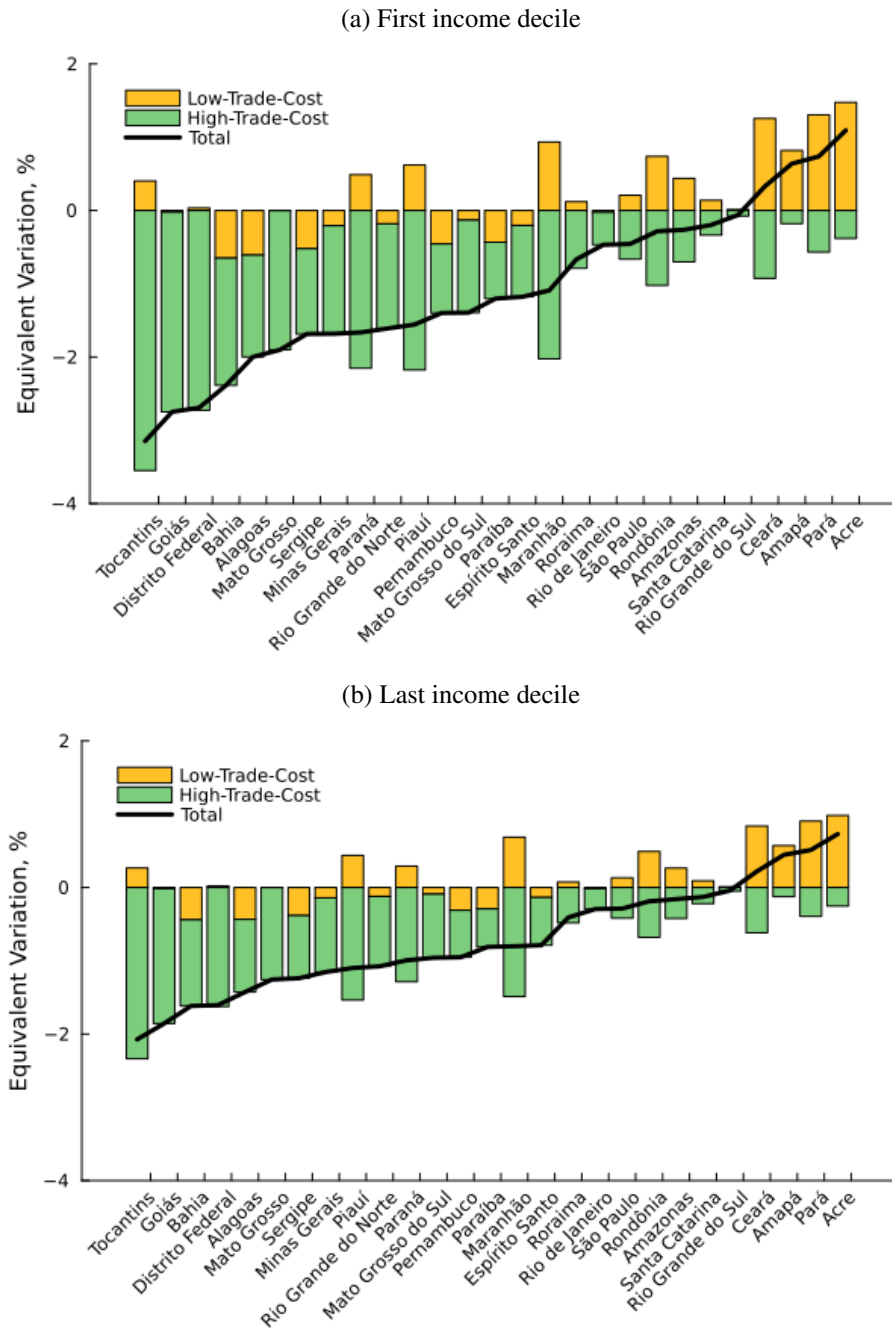 (a) First income decile
2
Low-Trade-Cost
High-Trade-Cost
Total
0
−2
−4
Equivalent Variation, %
Tocantins
Goiás
Distrito Federal
Bahia
Alagoas
Mato Grosso
Sergipe
Minas Gerais
Paraná
Rio Grande do Norte
Piauí
Pernambuco
Mato Grosso do Sul
Paraíba
Espírito Santo
Maranhão
Roraima
Rio de Janeiro
São Paulo
Rondônia
Amazonas
Santa Catarina
Rio Grande do Sul
Ceará
Amapá
Pará
Acre
(b) Last income decile
2
Low-Trade-Cost
High-Trade-Cost
Total
0
−2
−4
Equivalent Variation, %
Tocantins
Goiás
Bahia
Distrito Federal
Alagoas
Mato Grosso
Sergipe
Minas Gerais
Piauí
Rio Grande do Norte
Paraná
Mato Grosso do Sul
Pernambuco
Paraíba
Maranhão
Espírito Santo
Roraima
Rio de Janeiro
São Paulo
Rondônia
Amazonas
Santa Catarina
Rio Grande do Sul
Ceará
Amapá
Pará
Acre